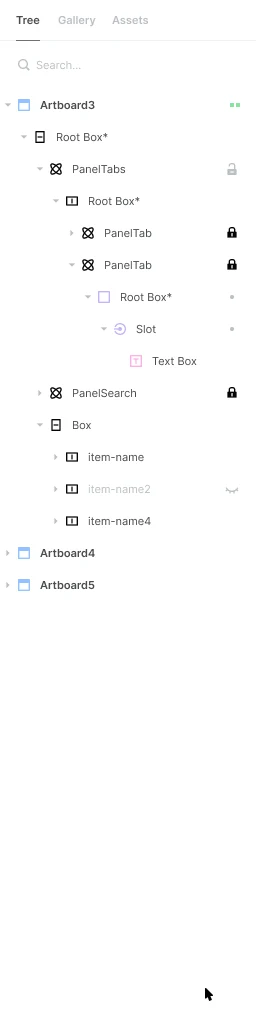 Tree Gallery Assets
Search...
Artboard3
Root Box*
PanelTabs
Root Box*
PanelTab
PanelTab
Root Box*
Slot
Text Box
PanelSearch
Box
item-name
item-name2
item-name4
Artboard4
Artboard5